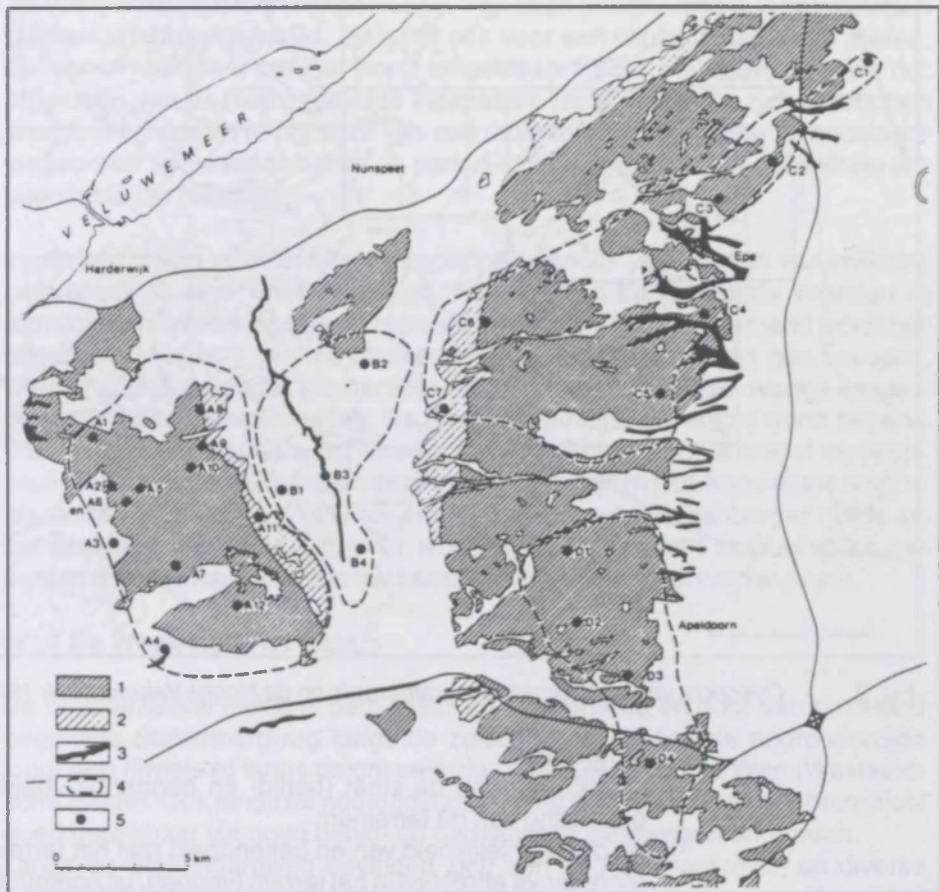 VELUWMEER
Nunspeet
Harderwijk
Epe
Apeldoorn
en
C1
C2
C3
C4
C5
C6
C7
B1
B2
B3
B4
A1
A2
A3
A4
A5
A6
A7
A8
A9
A10
A11
A12
D1
D2
D3
D4
1
2
3
4
5
0 5 km